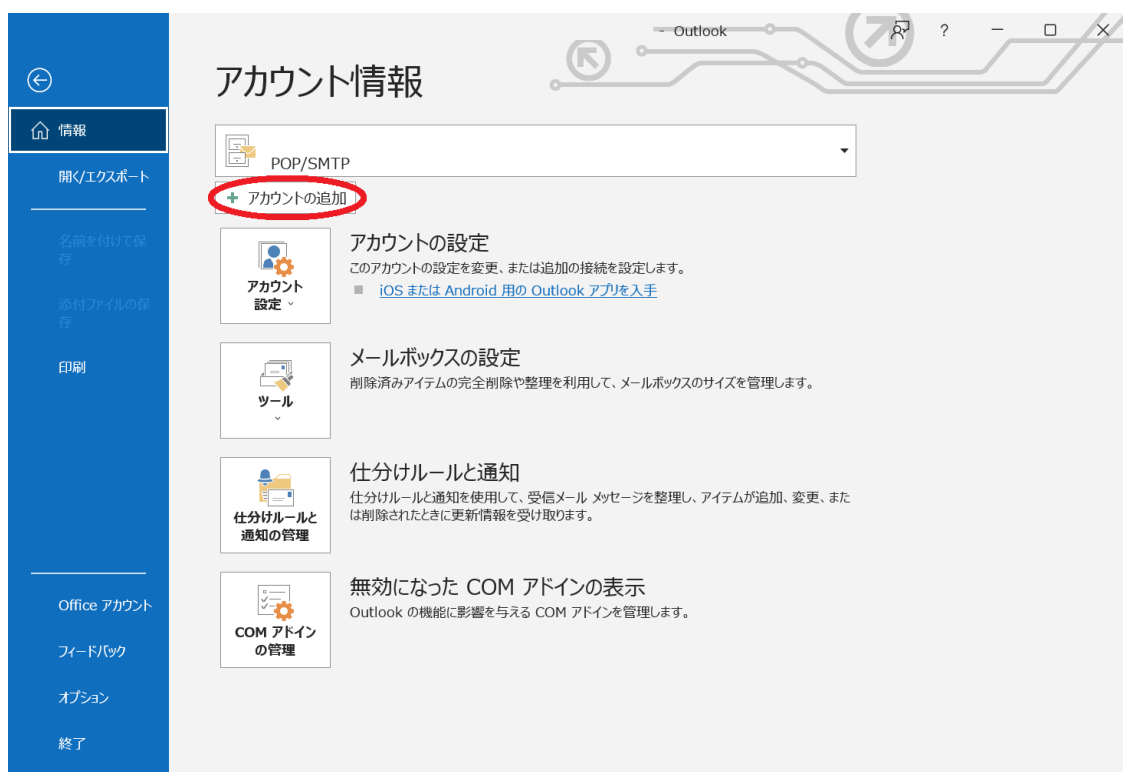 - Outlook
?
アカウント情報
情報
開く/エクスポート
名前を付けて保
存
添付ファイルの保
存
印刷
Office アカウント
フィードバック
オプション
終了
POP/SMTP
+ アカウントの追加
アカウント
設定
アカウントの設定
このアカウントの設定を変更、または追加の接続を設定します。
iOS または Android 用の Outlook アプリを入手
ツール
メールボックスの設定
削除済みアイテムの完全削除や整理を利用して、メールボックスのサイズを管理します。
仕分けルールと
通知の管理
仕分けルールと通知
仕分けルールと通知を使用して、受信メール メッセージを整理し、アイテムが追加、変更、また
は削除されたときに更新情報を受け取ります。
COM アドイン
の管理
無効になった COM アドインの表示
Outlook の機能に影響を与える COM アドインを管理します。